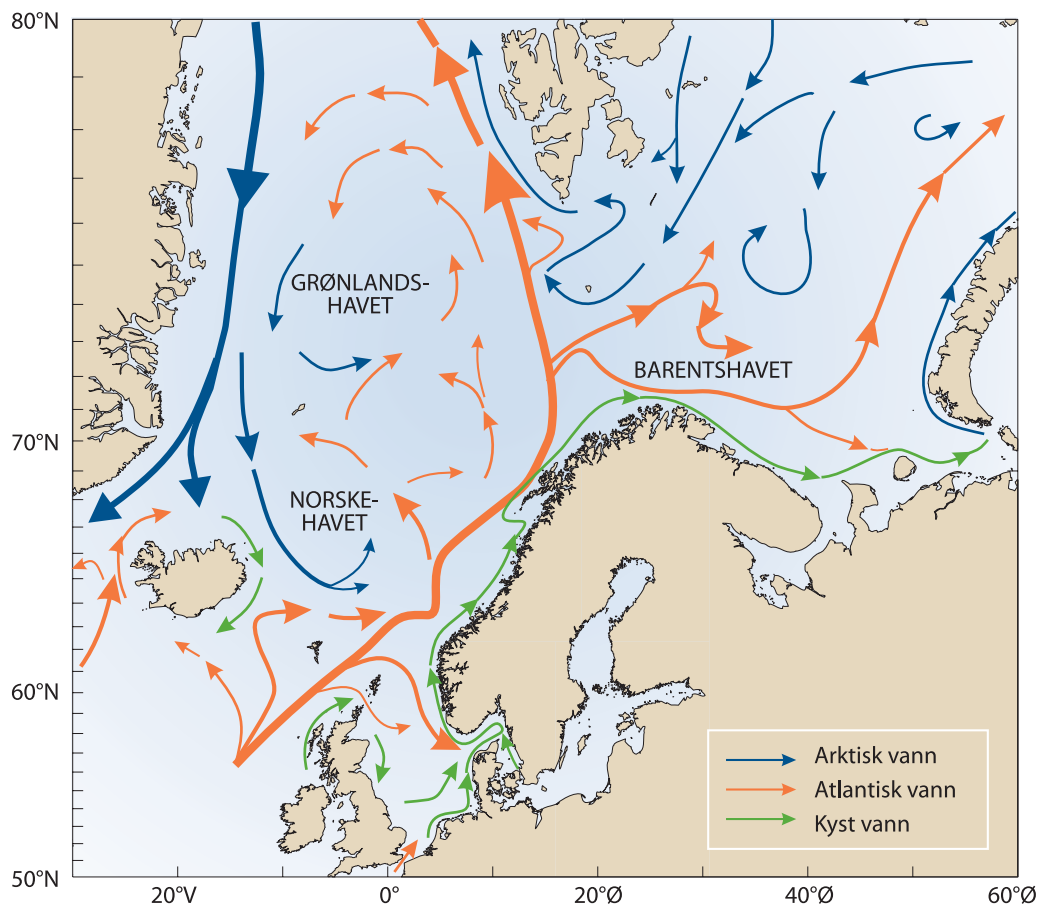 80°N
GRØNLANDS-
HAVET
BARENTSHAVET
70°N
NORSKE-
HAVET
60°N
Arktisk vann
Atlantisk vann
Kyst vann
50°N
20°V
0°
20°Ø
40°Ø
60°Ø